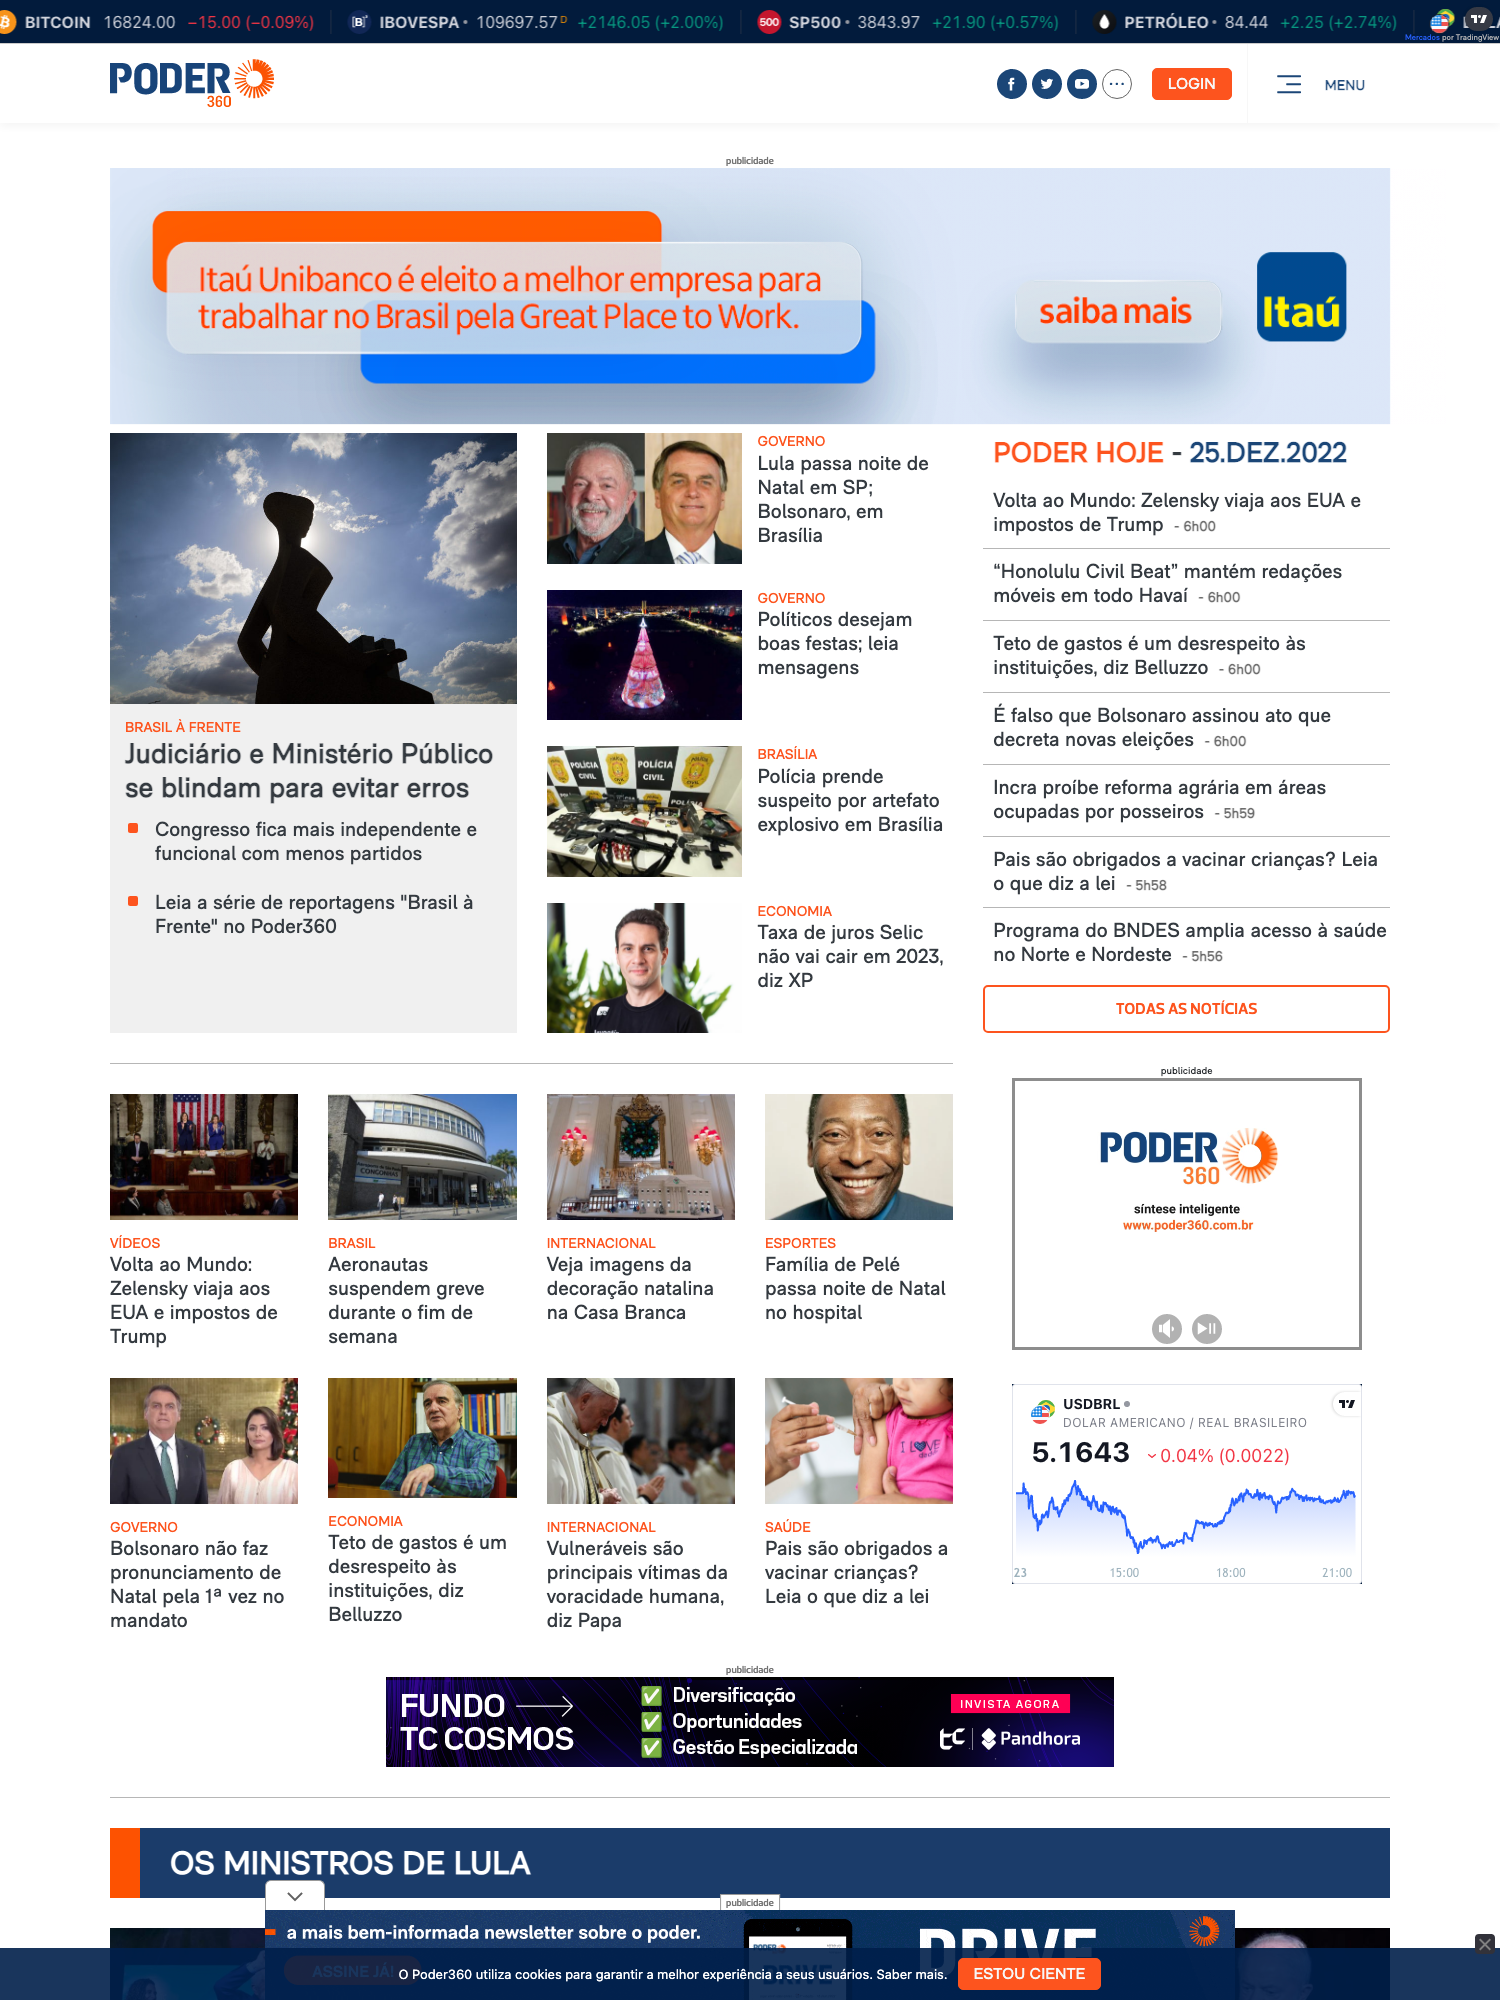 BITCOIN 16824.00 −15.00 (−0.09%) IBOVESPA 109697.57 D +2146.05 (+2.00%) 500 SP500 3843.97 +21.90 (+0.57%) PETRÓLEO 84.44 +2.25 (+2.74%)
Mercados por TradingView
PODER
360
LOGIN
MENU
publicidade
Itaú Unibanco é eleito a melhor empresa para
trabalhar no Brasil pela Great Place to Work.
saiba mais
Itaú
BRASIL À FRENTE
Judiciário e Ministério Público
se blindam para evitar erros
Congresso fica mais independente e
funcional com menos partidos
Leia a série de reportagens "Brasil à
Frente" no Poder360
GOVERNO
Lula passa noite de
Natal em SP;
Bolsonaro, em
Brasília
GOVERNO
Políticos desejam
boas festas; leia
mensagens
POLÍCIA CIVIL
POLÍCIA CIVIL
BRASÍLIA
Polícia prende
suspeito por artefato
explosivo em Brasília
ECONOMIA
Taxa de juros Selic
não vai cair em 2023,
diz XP
PODER HOJE - 25.DEZ.2022
Volta ao Mundo: Zelensky viaja aos EUA e
impostos de Trump - 6h00
“Honolulu Civil Beat” mantém redações
móveis em todo Havaí - 6h00
Teto de gastos é um desrespeito às
instituições, diz Belluzzo - 6h00
É falso que Bolsonaro assinou ato que
decreta novas eleições - 6h00
Incra proíbe reforma agrária em áreas
ocupadas por posseiros - 5h59
Pais são obrigados a vacinar crianças? Leia
o que diz a lei - 5h58
Programa do BNDES amplia acesso à saúde
no Norte e Nordeste - 5h56
TODAS AS NOTÍCIAS
VÍDEOS
Volta ao Mundo:
Zelensky viaja aos
EUA e impostos de
Trump
CONGONHAS
BRASIL
Aeronautas
suspendem greve
durante o fim de
semana
INTERNACIONAL
Veja imagens da
decoração natalina
na Casa Branca
ESPORTES
Família de Pelé
passa noite de Natal
no hospital
publicidade
PODER
360
síntese inteligente
www.poder360.com.br
GOVERNO
Bolsonaro não faz
pronunciamento de
Natal pela 1ª vez no
mandato
ECONOMIA
Teto de gastos é um
desrespeito às
instituições, diz
Belluzzo
INTERNACIONAL
Vulneráveis são
principais vítimas da
voracidade humana,
diz Papa
I LOVE
SAÚDE
Pais são obrigados a
vacinar crianças?
Leia o que diz a lei
USDBRL
DOLAR AMERICANO / REAL BRASILEIRO
5.1643 0.04% (0.0022)
23 15:00 18:00 21:00
publicidade
FUNDO
TC COSMOS
✅ Diversificação
✅ Oportunidades
✅ Gestão Especializada
INVISTA AGORA
tc Pandhora
OS MINISTROS DE LULA
publicidade
a mais bem-informada newsletter sobre o poder.
PODER
DRIVE
ASSINE JÁ!
O Poder360 utiliza cookies para garantir a melhor experiência a seus usuários. Saber mais.
ESTOU CIENTE